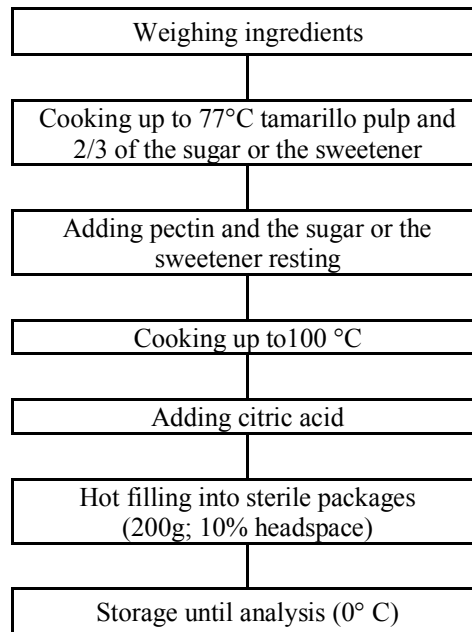 Weighing ingredients
Cooking up to 77°C tamarillo pulp and
2/3 of the sugar or the sweetener
Adding pectin and the sugar or the
sweetener resting
Cooking up to100 °C
Adding citric acid
Hot filling into sterile packages
(200g; 10% headspace)
Storage until analysis (0° C)